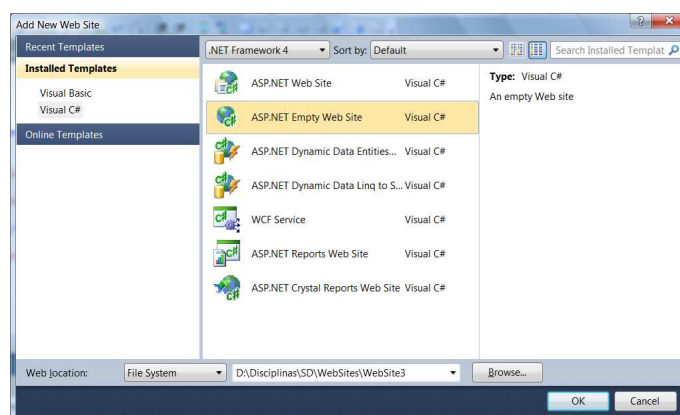 Add New Web Site
Recent Templates
.NET Framework 4
Sort by: Default
Search Installed Templat
Installed Templates
Visual Basic
Visual C#
Online Templates
ASP.NET Web Site Visual C#
ASP.NET Empty Web Site Visual C#
ASP.NET Dynamic Data Entities... Visual C#
ASP.NET Dynamic Data Linq to S... Visual C#
WCF Service Visual C#
ASP.NET Reports Web Site Visual C#
ASP.NET Crystal Reports Web Site Visual C#
Type: Visual C#
An empty Web site
Web location: File System D:\Disciplinas\SD\WebSites\WebSite3 Browse...
OK Cancel